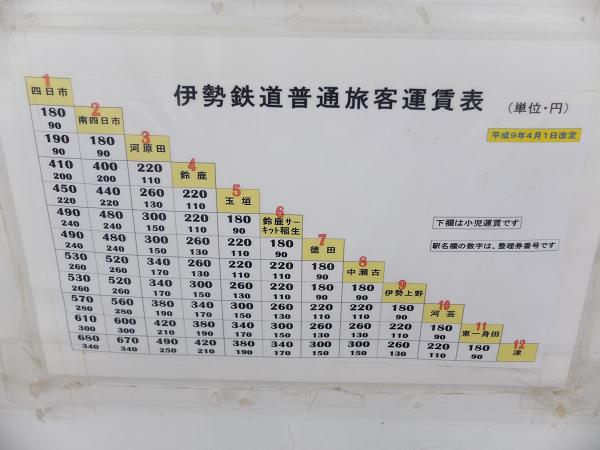 伊勢鉄道普通旅客運賃表 (単位・円)
平成9年4月1日改定
1
四日市
2
180 南四日市
90
3
190 180 河原田
90 90
4
410 400 220 鈴鹿
200 200 110
5
450 440 260 220 玉垣
220 220 130 110
6
490 480 300 220 180 鈴鹿サー
240 240 150 110 90 キット稲生
下欄は小児運賃です
7
490 480 300 260 220 180 徳田
240 240 150 130 110 90
駅名欄の数字は、整理券番号です
8
530 520 340 300 220 220 180 中瀬古
260 260 170 150 110 110 90
9
530 520 340 300 260 220 180 180 伊勢上野
260 260 170 150 130 110 90 90
10
570 560 380 340 300 260 220 220 180 河芸
280 280 190 170 150 130 110 110 90
11
610 600 420 380 340 300 260 260 220 180 東一身田
300 300 210 190 170 150 130 130 110 90
12
680 670 490 420 380 340 300 300 260 220 180 津
340 340 250 210 190 170 150 150 130 110 90